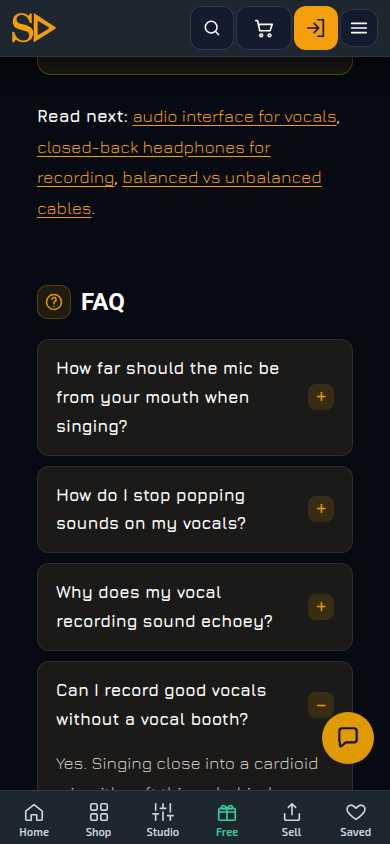 Read next: audio interface for vocals,
closed-back headphones for
recording, balanced vs unbalanced
cables.
FAQ
How far should the mic be
from your mouth when
singing?
How do I stop popping
sounds on my vocals?
Why does my vocal
recording sound echoey?
Can I record good vocals
without a vocal booth?
Yes. Singing close into a cardioid
Home Shop Studio Free Sell Saved